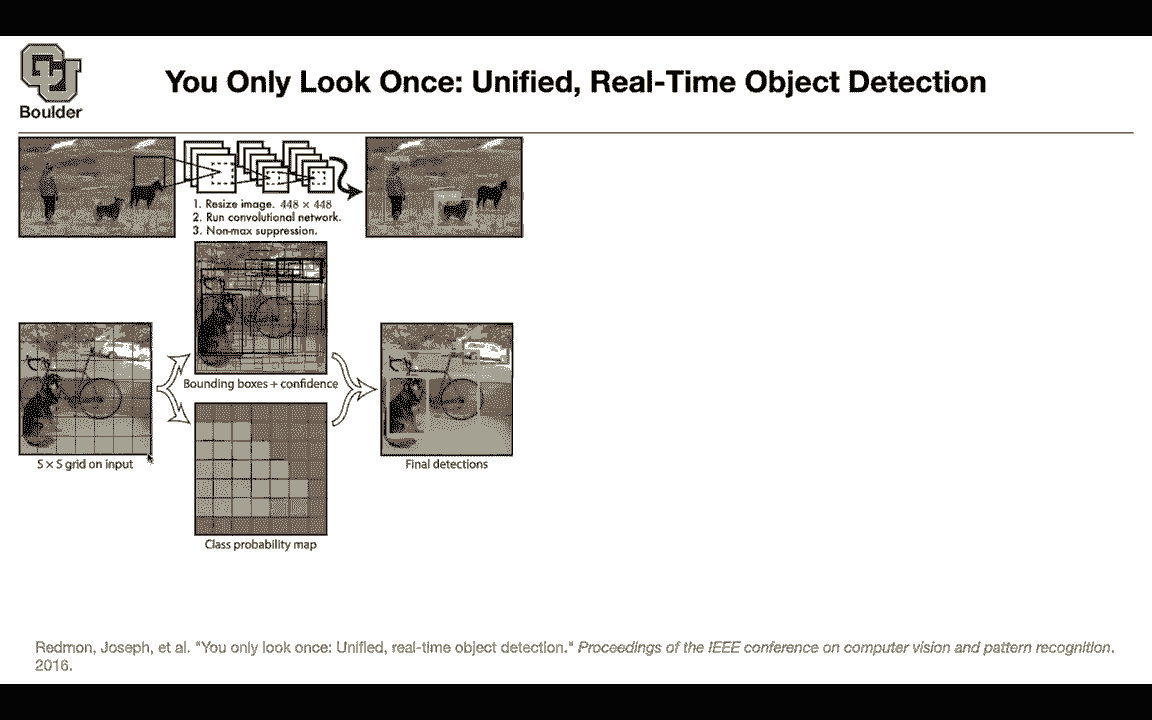 CU
Boulder
You Only Look Once: Unified, Real-Time Object Detection
1. Resize image. 448 × 448
2. Run convolutional network.
3. Non-max suppression.
Bounding boxes + confidence
S × S grid on input
Final detections
Class probability map
Redmon, Joseph, et al. "You only look once: Unified, real-time object detection." Proceedings of the IEEE conference on computer vision and pattern recognition.
2016.